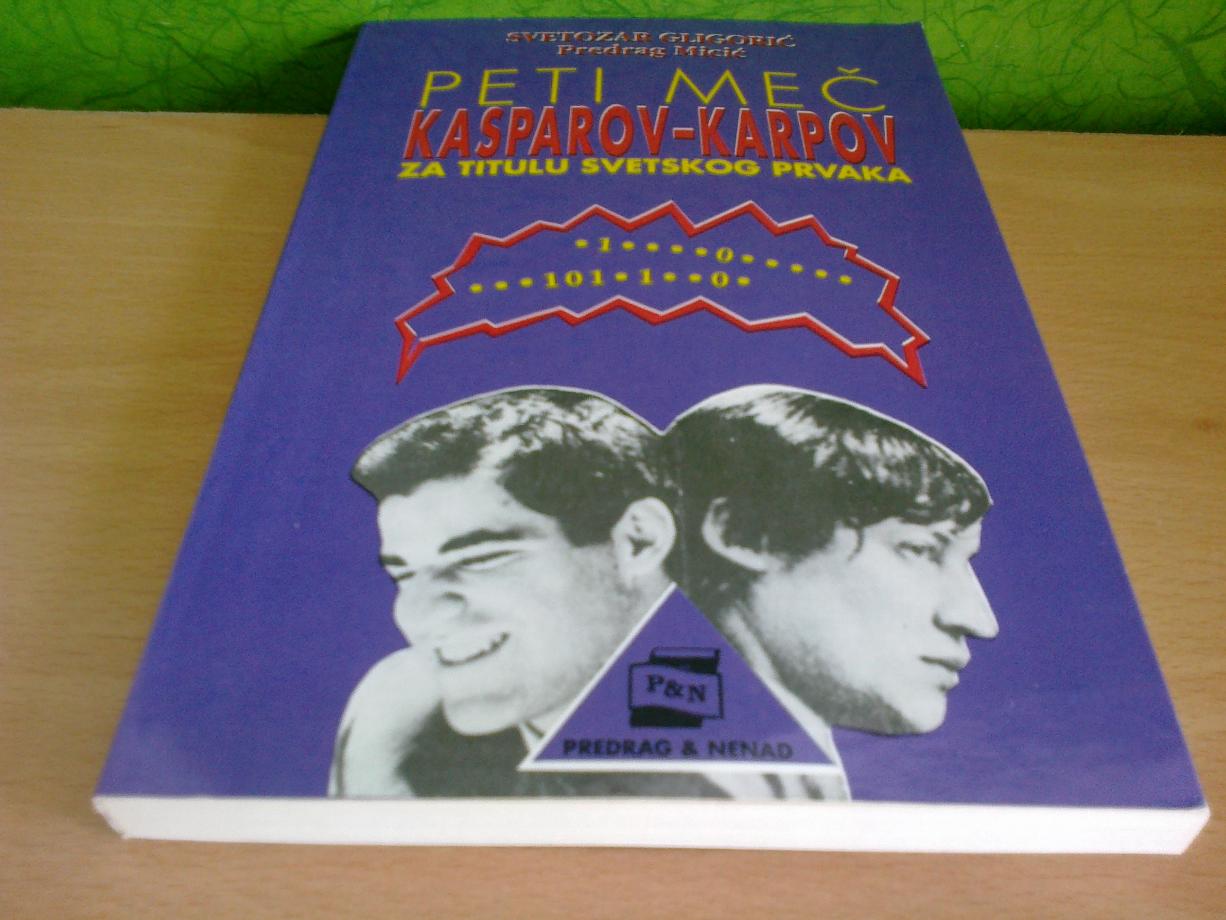 SVETOZAR GLIGORIĆ
Predrag Micić
PETI MEČ
KASPAROV-KARPOV
ZA TITULU SVETSKOG PRVAKA
•1••••0•••••
•••101•1••0•
P&N
PREDRAG & NENAD